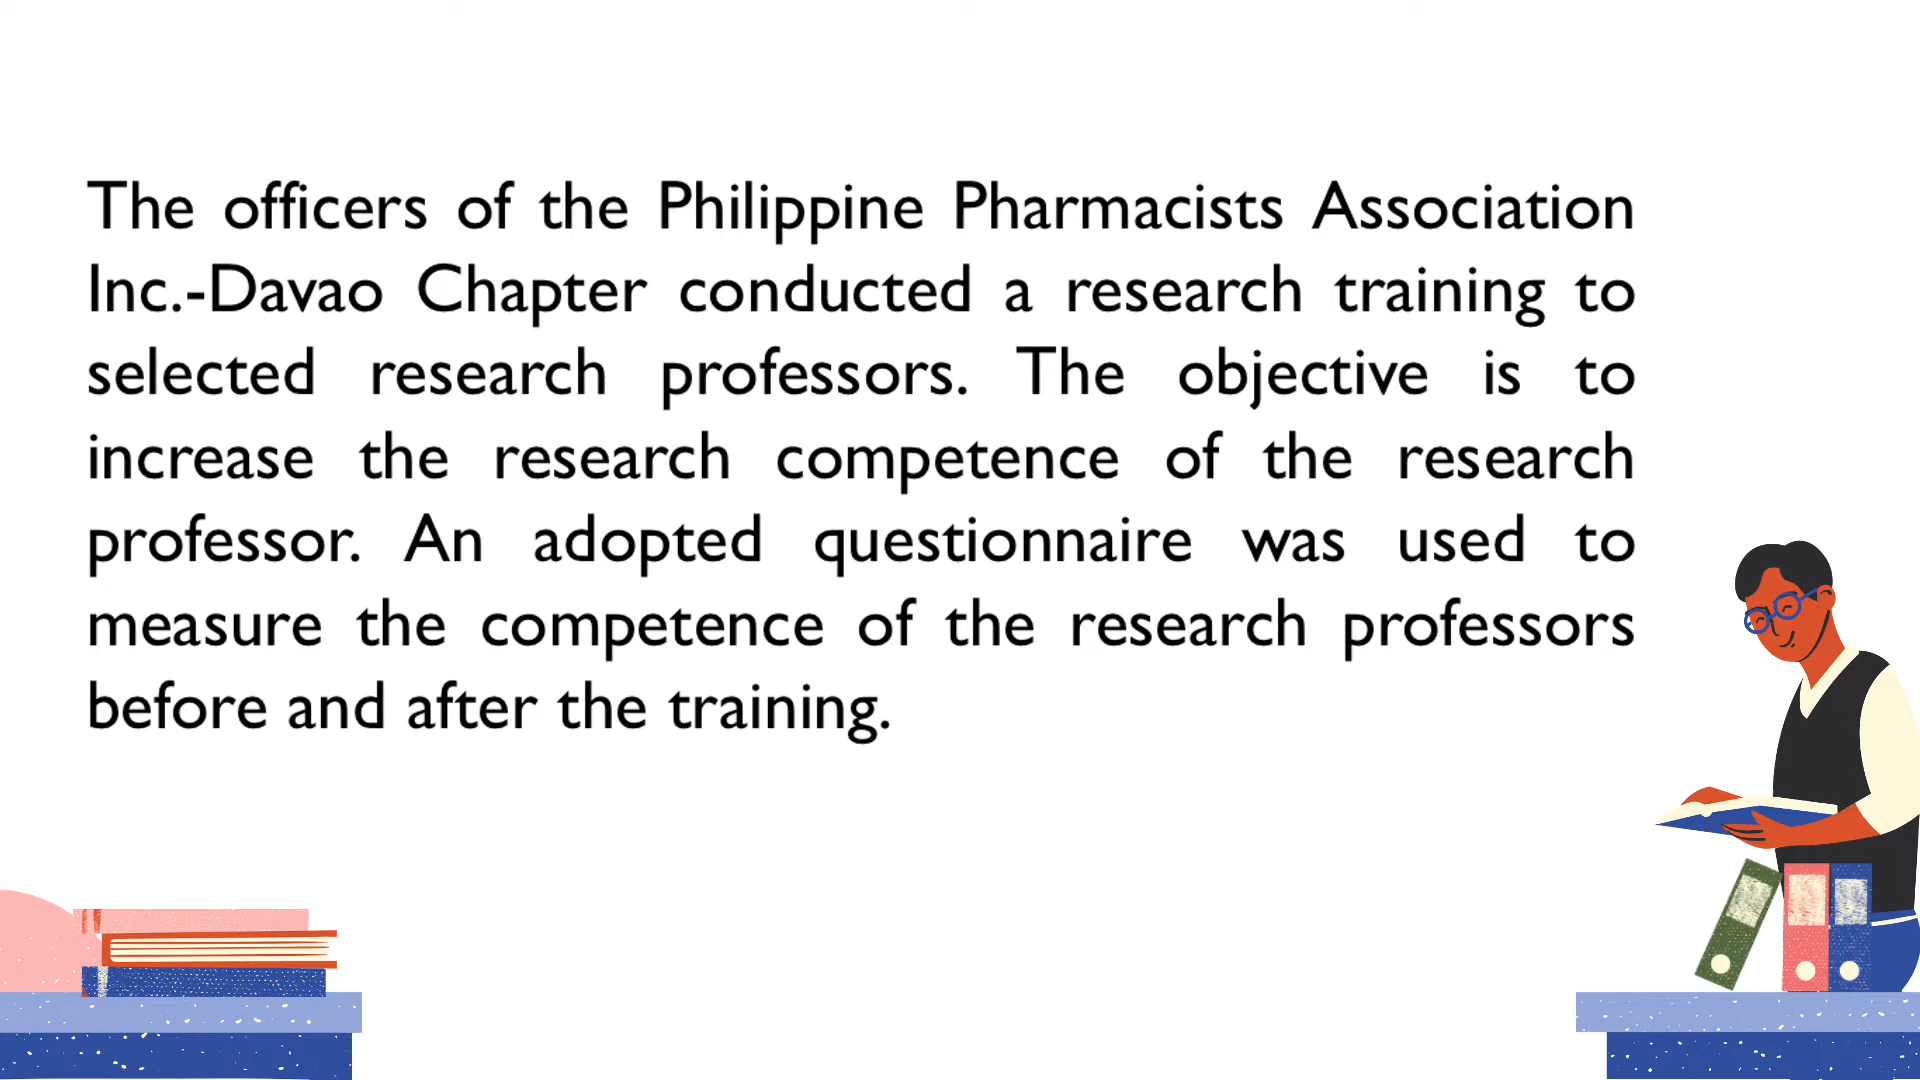 The officers of the Philippine Pharmacists Association
Inc.-Davao Chapter conducted a research training to
selected research professors. The objective is to
increase the research competence of the research
professor. An adopted questionnaire was used to
measure the competence of the research professors
before and after the training.